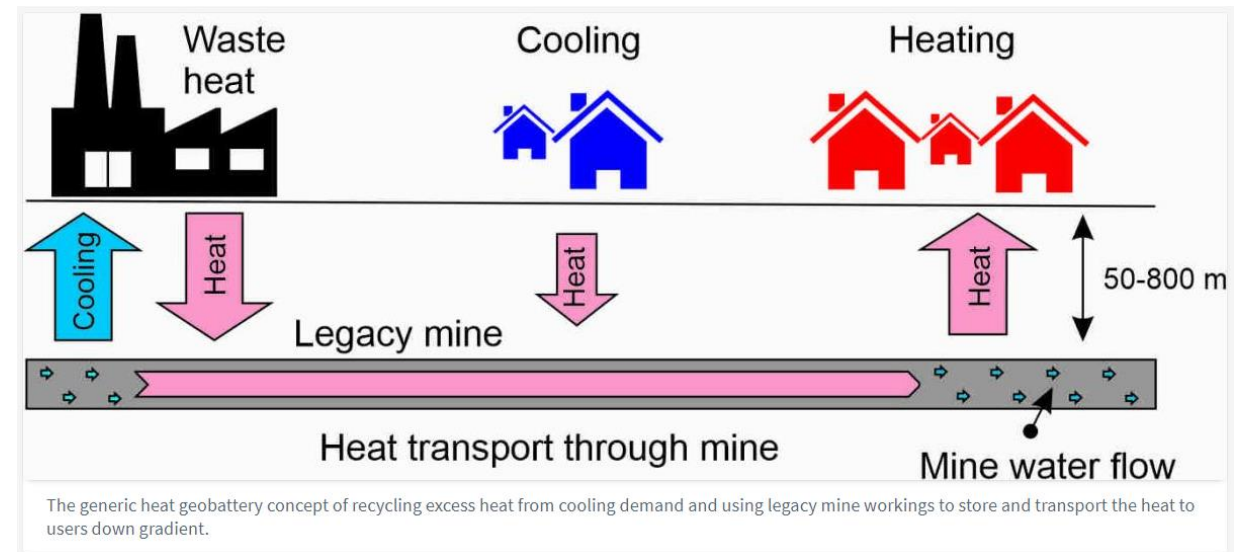 Waste
heat
Cooling
Heating
Cooling
Heat
Heat
Heat
50-800 m
Legacy mine
Heat transport through mine
Mine water flow
The generic heat geobattery concept of recycling excess heat from cooling demand and using legacy mine workings to store and transport the heat to
users down gradient.